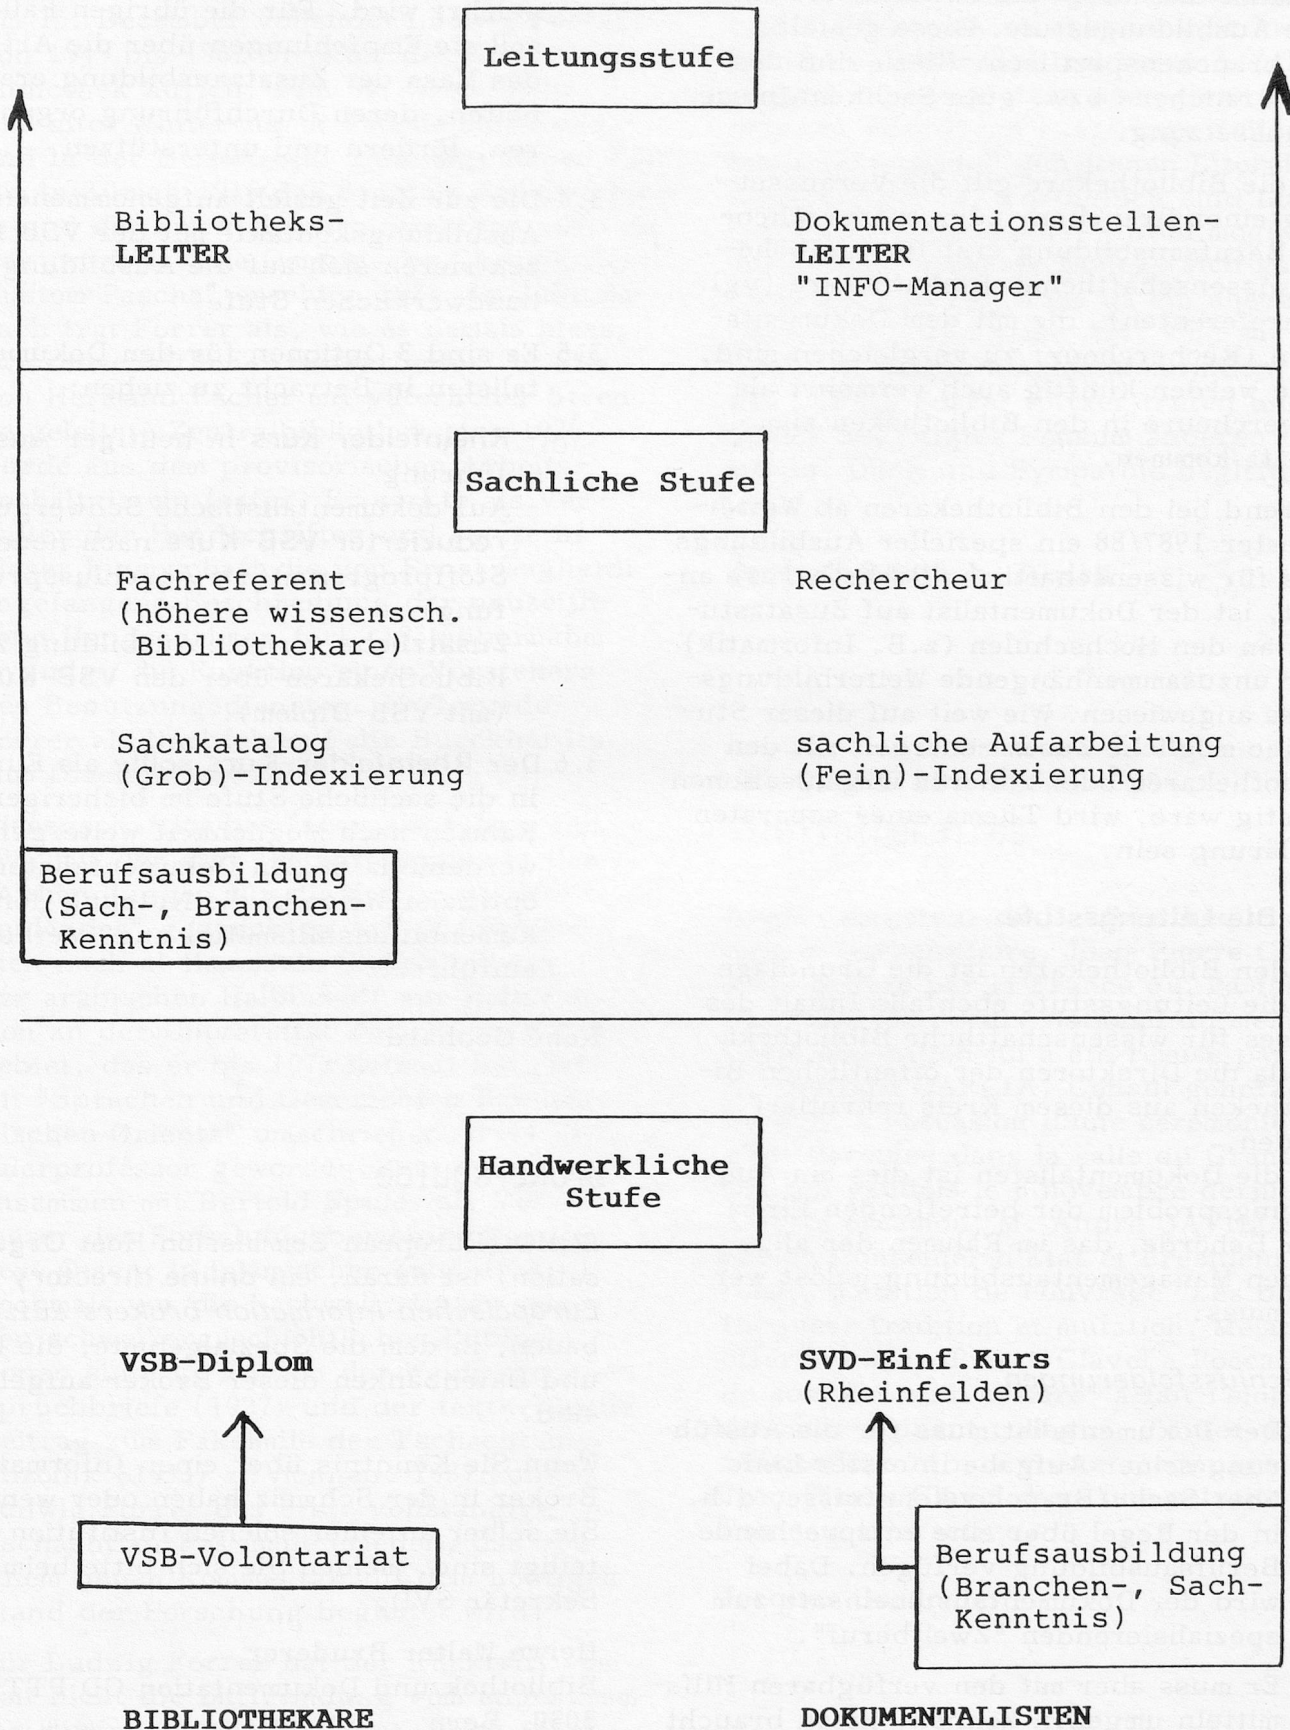 Leitungsstufe
Bibliotheks-
LEITER
Dokumentationsstellen-
LEITER
"INFO-Manager"
Sachliche Stufe
Fachreferent
(höhere wissensch.
Bibliothekare)
Rechercheur
Sachkatalog
(Grob)-Indexierung
sachliche Aufarbeitung
(Fein)-Indexierung
Berufsausbildung
(Sach-, Branchen-
Kenntnis)
Handwerkliche
Stufe
VSB-Diplom
SVD-Einf.Kurs
(Rheinfelden)
VSB-Volontariat
Berufsausbildung
(Branchen-, Sach-
Kenntnis)
BIBLIOTHEKARE
DOKUMENTALISTEN